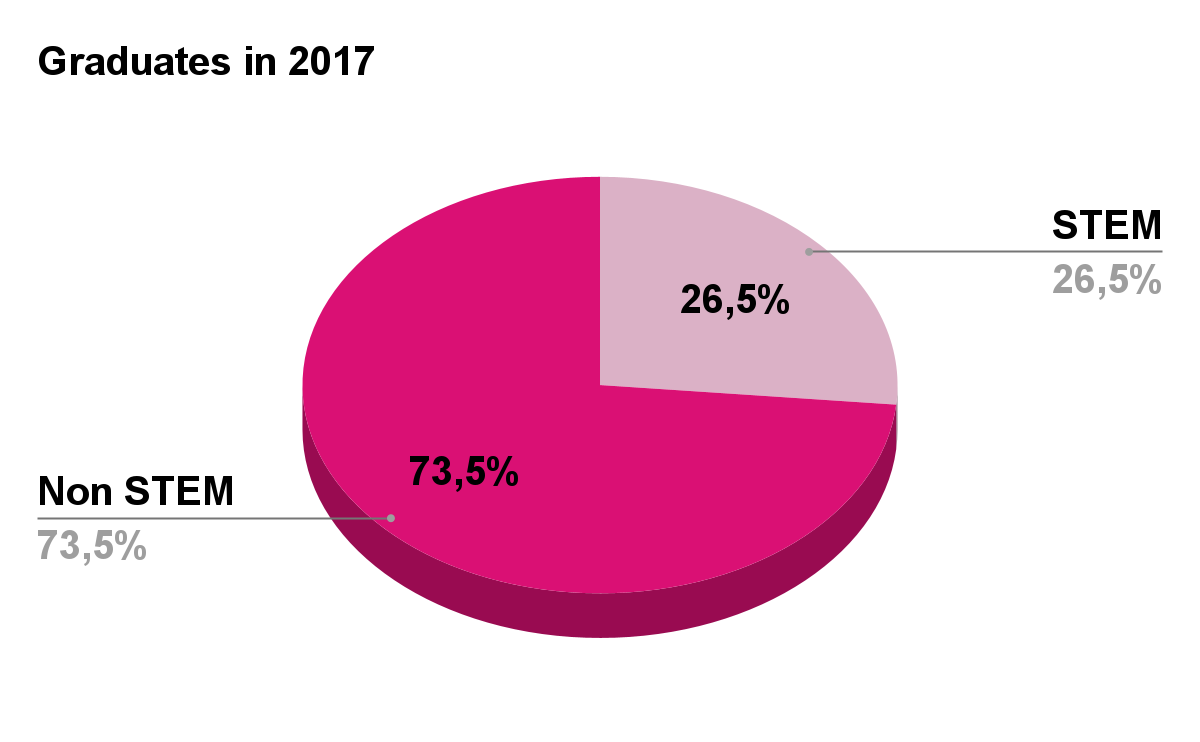 Graduates in 2017
STEM
26,5%
26,5%
73,5%
Non STEM
73,5%